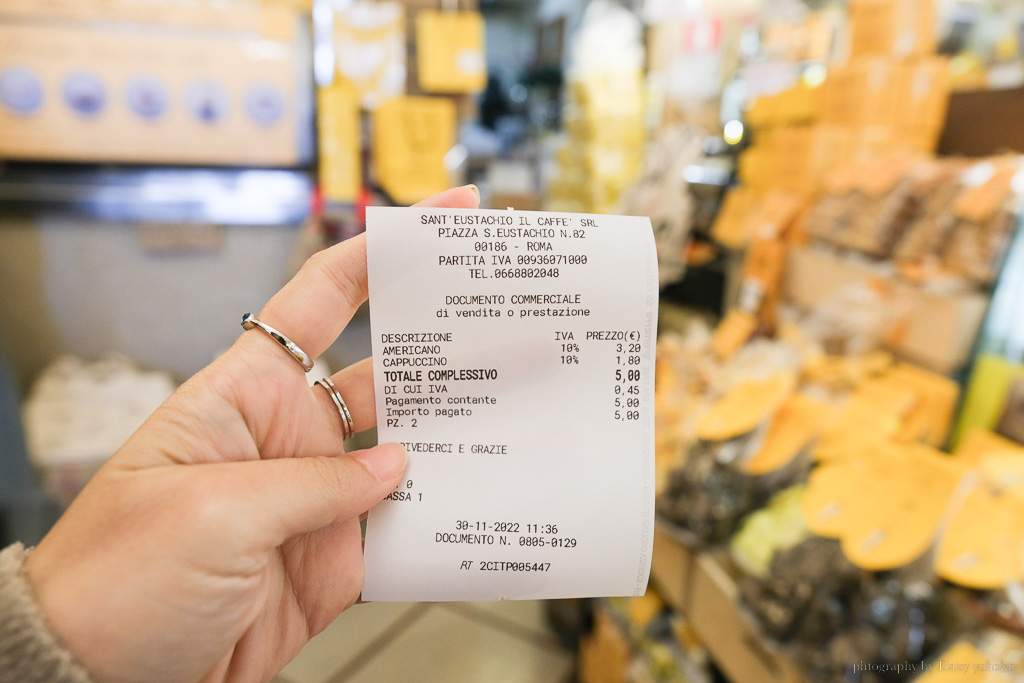 SANT'EUSTACHIO IL CAFFE' SRL
PIAZZA S.EUSTACHIO N.82
00186 - ROMA
PARTITA IVA 00936071000
TEL.0668802048
DOCUMENTO COMMERCIALE
di vendita o prestazione
DESCRIZIONE IVA PREZZO(€)
AMERICANO 10% 3,20
CAPPUCCINO 10% 1,80
TOTALE COMPLESSIVO 5,00
DI CUI IVA 0,45
Pagamento contante 5,00
Importo pagato 5,00
PZ. 2
IVEDERCI E GRAZIE
. 0
ASSA 1
30-11-2022 11:36
DOCUMENTO N. 0805-0129
RT 2CITP005447
photography by